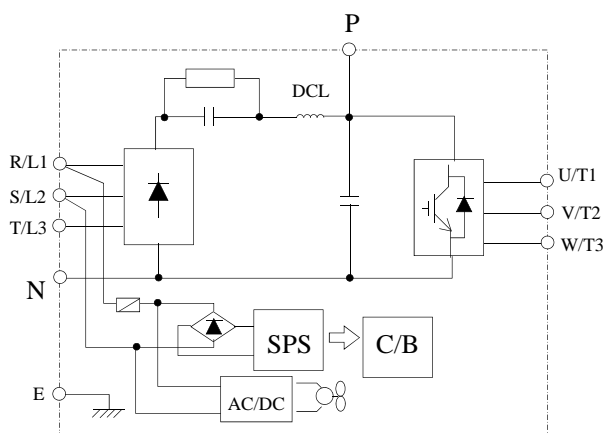 P
DCL
R/L1
S/L2
T/L3
U/T1
V/T2
W/T3
N
SPS
C/B
E
AC/DC